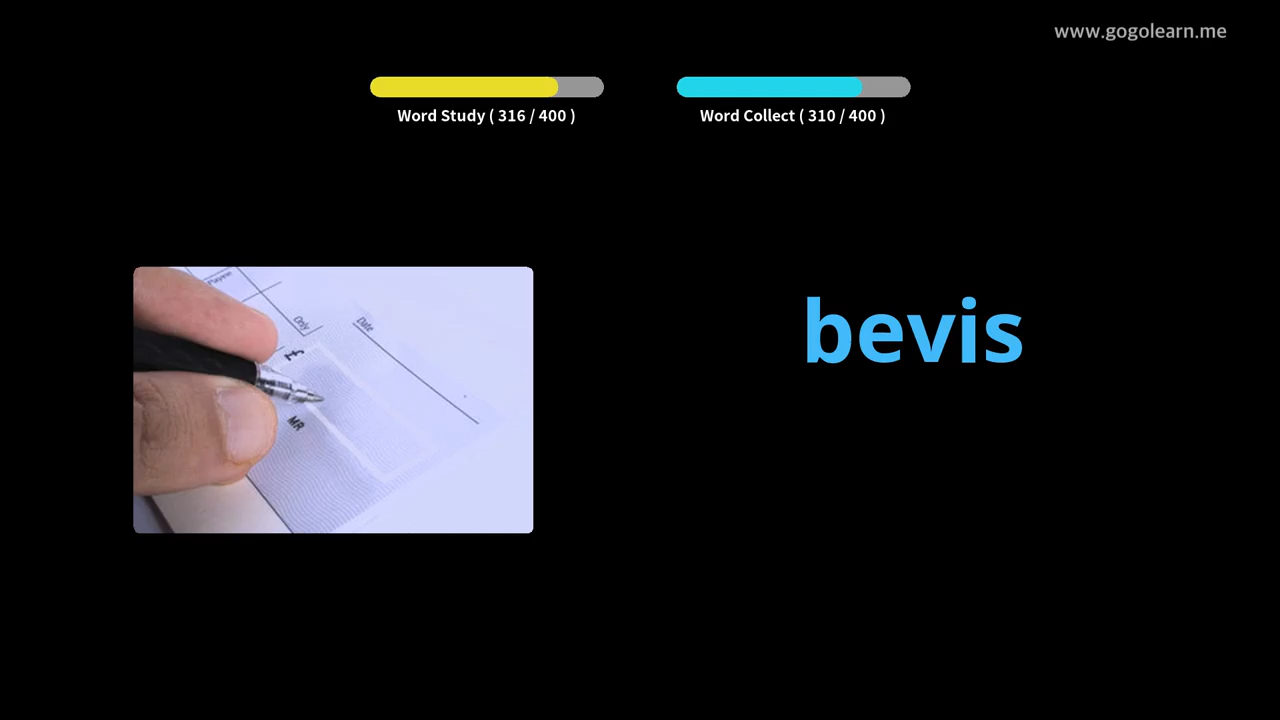 www.gogolearn.me
Word Study ( 316 / 400 )
Word Collect ( 310 / 400 )
bevis
Payee
Only
Date
MR